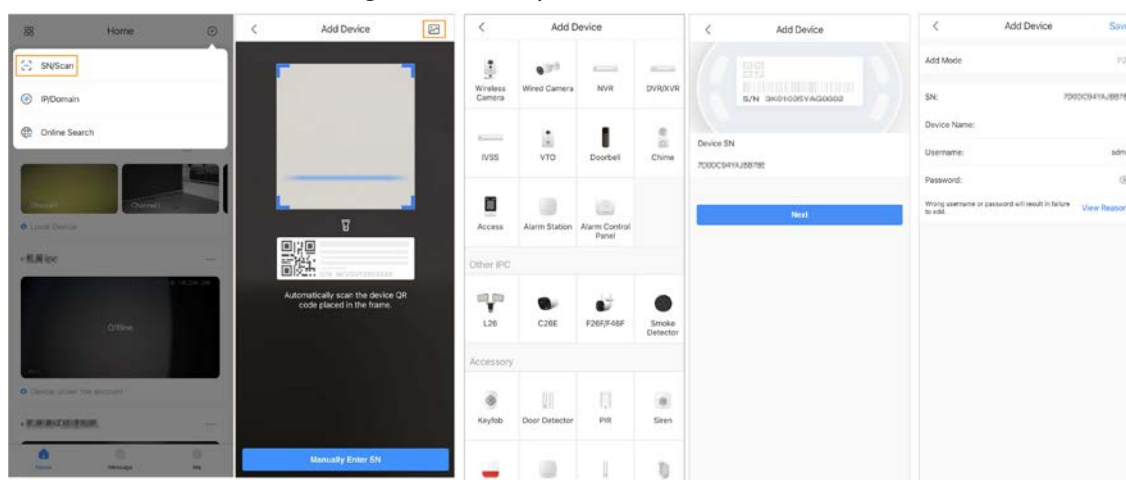 Home
SN/Scan
IP/Domain
Online Search
Channel1
Channel1
Local Device
ipc
Offline
Device under the account
Home
Message
Me
Add Device
Automatically scan the device QR
code placed in the frame.
Manually Enter SN
Add Device
Wireless
Camera
Wired Camera
NVR
DVR/XVR
IVSS
VTO
Doorbell
Chime
Access
Alarm Station
Alarm Control
Panel
Other IPC
L26
C26E
F26F/F46F
Smoke
Detector
Accessory
Keyfob
Door Detector
PIR
Siren
Add Device
S/N 3K0100SYAG0002
Device SN
Next
Add Device
Save
Add Mode
SN:
Device Name:
Username:
adm
Password:
Wrong username or password will result in failure
to add.
View Reason